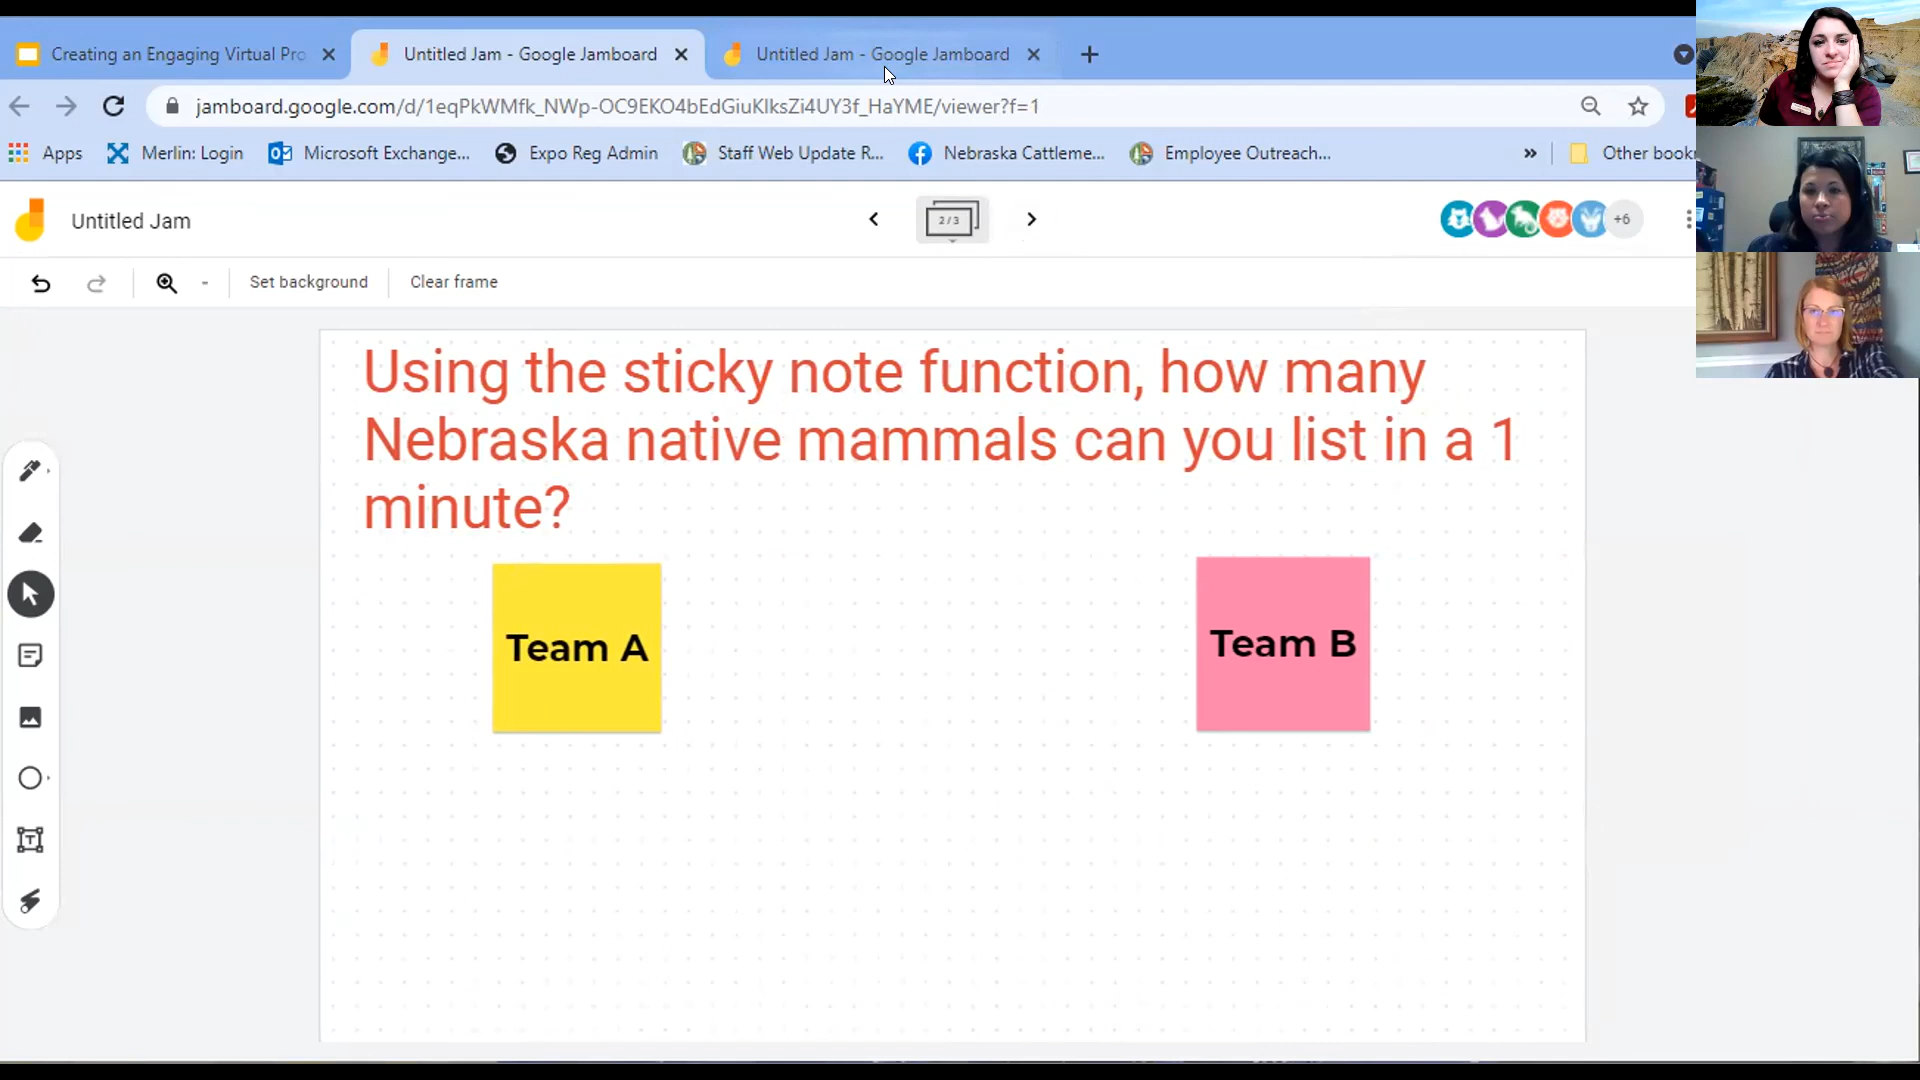 Creating an Engaging Virtual Pro
Untitled Jam - Google Jamboard
Untitled Jam - Google Jamboard
jamboard.google.com/d/1eqPkWMfk_NWp-OC9EKO4bEdGiuKIksZi4UY3f_HaYME/viewer?f=1
Apps
Merlin: Login
Microsoft Exchange...
Expo Reg Admin
Staff Web Update R...
Nebraska Cattleme...
Employee Outreach...
»
Other book
Untitled Jam
2/3
+6
Set background
Clear frame
Using the sticky note function, how many
Nebraska native mammals can you list in a 1
minute?
Team A
Team B